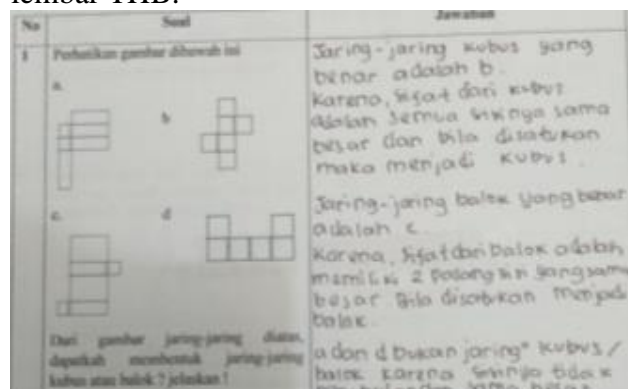 lembar THB.
No Soal Jawaban
1 Perhatikan gambar dibawah ini
a.
b
c.
d
Dari gambar jaring-jaring diatas,
dapatkah membentuk jaring-jaring
kubus atau balok ? jelaskan !
Jaring-jaring kubus yang
benar adalah b.
Karena, sifat dari kubus
adalah semua sisinya sama
besar dan bila disatukan
maka menjadi kubus.
Jaring-jaring balok yang benar
adalah c
Karena, sifat dari balok adalah
memiliki 2 pasang sisi yang sama
besar Bila disatukan menjadi
balok.
a dan d bukan jaring" kubus /
balok karena sisinya tidak